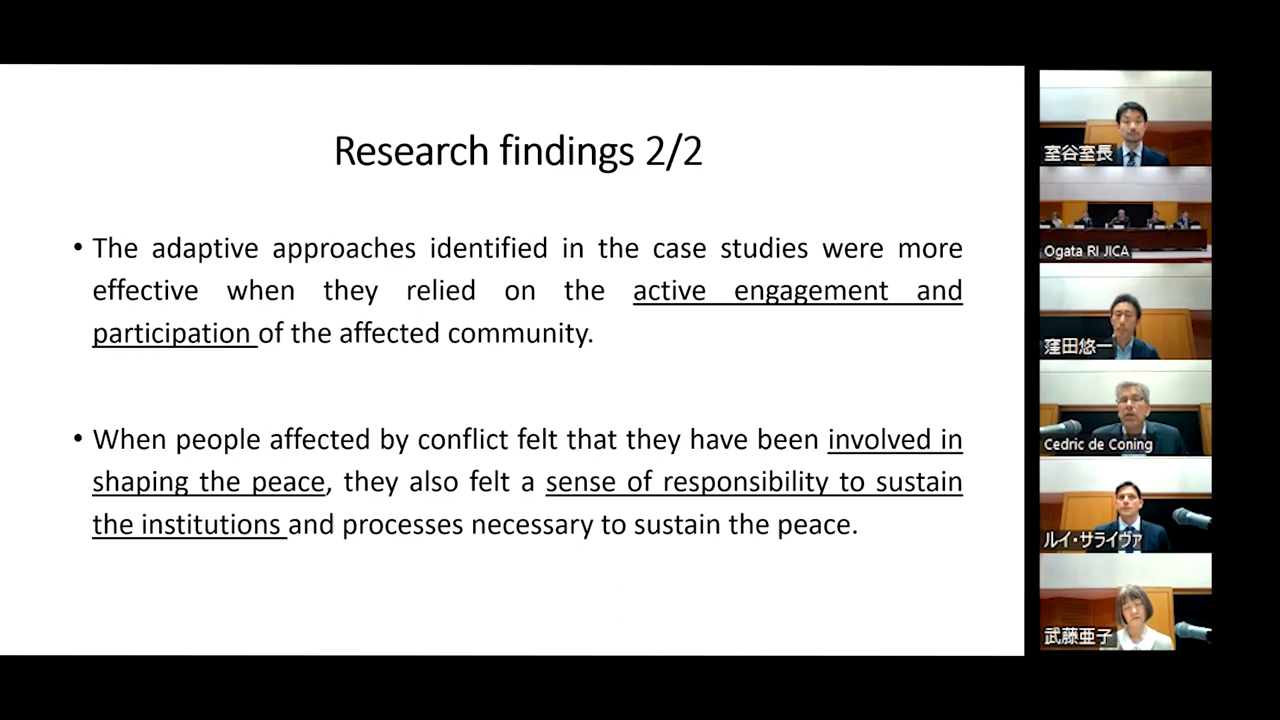 Research findings 2/2
• The adaptive approaches identified in the case studies were more
effective when they relied on the active engagement and
participation of the affected community.
• When people affected by conflict felt that they have been involved in
shaping the peace, they also felt a sense of responsibility to sustain
the institutions and processes necessary to sustain the peace.
室谷室長
Ogata RI JICA
窪田悠一
Cedric de Coning
ルイ・サライヴァ
武藤亜子